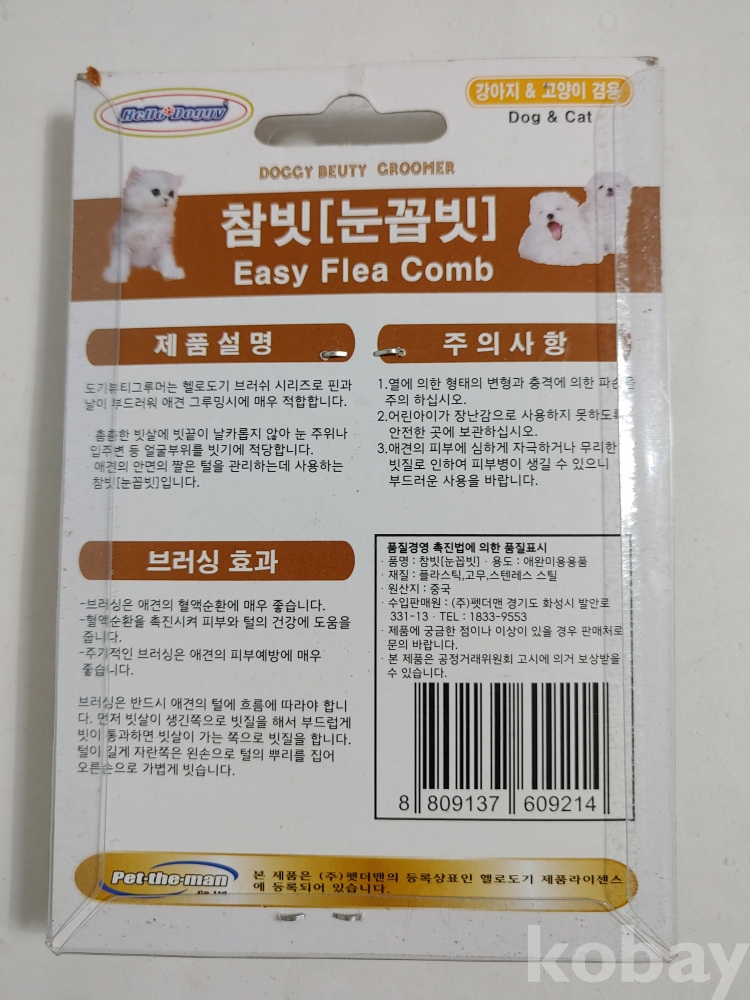 Hello Doggy
강아지 & 고양이 겸용
Dog & Cat
DOGGY BEUTY GROOMER
참빗[눈꼽빗]
Easy Flea Comb
제품설명
도기뷰티그루머는 헬로도기 브러쉬 시리즈로 핀과
날이 부드러워 애견 그루밍시에 매우 적합합니다.
· 촘촘한 빗살에 빗끝이 날카롭지 않아 눈 주위나
입주변 등 얼굴부위를 빗기에 적당합니다.
· 애견의 안면의 짧은 털을 관리하는데 사용하는
참빗[눈꼽빗]입니다.
주의사항
1.열에 의한 형태의 변형과 충격에 의한 파손을
주의 하십시오.
2.어린아이가 장난감으로 사용하지 못하도록
안전한 곳에 보관하십시오.
3.애견의 피부에 심하게 자극하거나 무리한
빗질로 인하여 피부병이 생길 수 있으니
부드러운 사용을 바랍니다.
브러싱 효과
-브러싱은 애견의 혈액순환에 매우 좋습니다.
-혈액순환을 촉진시켜 피부와 털의 건강에 도움을
줍니다.
-주기적인 브러싱은 애견의 피부예방에 매우
좋습니다.
브러싱은 반드시 애견의 털에 흐름에 따라야 합니
다. 먼저 빗살이 생긴쪽으로 빗질을 해서 부드럽게
빗이 통과하면 빗살이 가는 쪽으로 빗질을 합니다.
털이 길게 자란쪽은 왼손으로 털의 뿌리를 집어
오른손으로 가볍게 빗습니다.
품질경영 촉진법에 의한 품질표시
· 품명 : 참빗[눈꼽빗] · 용도 : 애완미용용품
· 재질 : 플라스틱,고무,스텐레스 스틸
· 원산지 : 중국
· 수입판매원 : (주)펫더맨 경기도 화성시 발안로
331-13 · TEL : 1833-9553
· 제품에 궁금한 점이나 이상이 있을 경우 판매처로
문의 바랍니다.
· 본 제품은 공정거래위원회 고시에 의거 보상받을
수 있습니다.
8 809137 609214
Pet-the-man
Co.Ltd
본 제품은 (주)펫더맨의 등록상표인 헬로도기 제품라이센스
에 등록되어 있습니다.
kobay